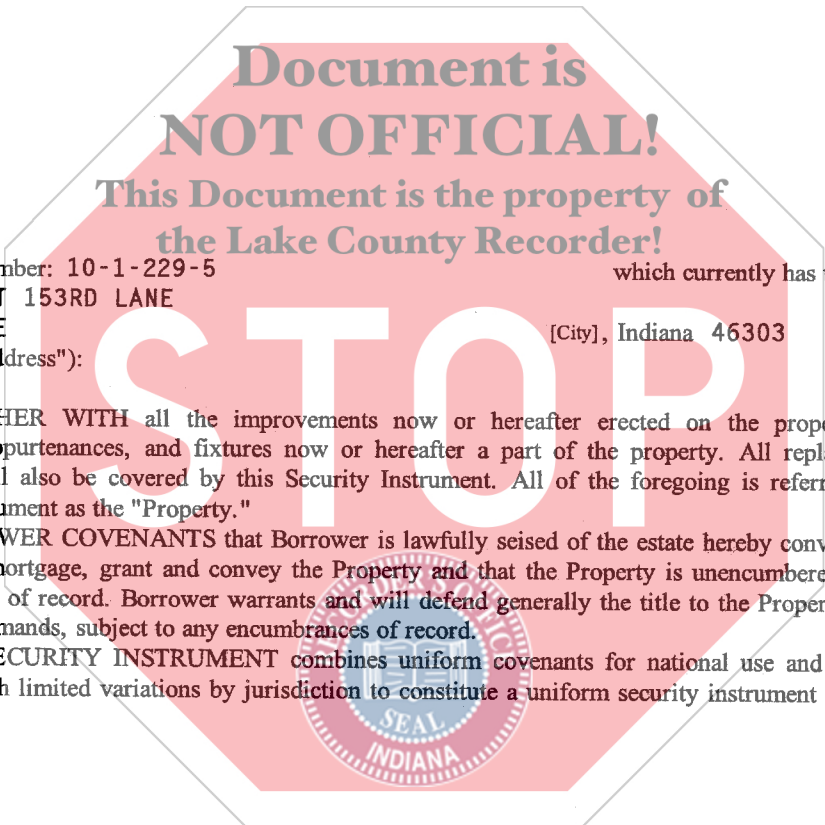 Document is
NOT OFFICIAL!
This Document is the property of
the Lake County Recorder!
mber: 10-1-229-5 which currently has
153RD LANE
E [City], Indiana 46303
ddress"):
STOP
HER WITH all the improvements now or hereafter erected on the prope
ppurtenances, and fixtures now or hereafter a part of the property. All repl
l also be covered by this Security Instrument. All of the foregoing is referr
ument as the "Property."
WER COVENANTS that Borrower is lawfully seised of the estate hereby conv
ortgage, grant and convey the Property and that the Property is unencumbere
of record. Borrower warrants and will defend generally the title to the Proper
mands, subject to any encumbrances of record.
ECURITY INSTRUMENT combines uniform covenants for national use and
h limited variations by jurisdiction to constitute a uniform security instrument
RECORDER'S OFFICE
SEAL
INDIANA